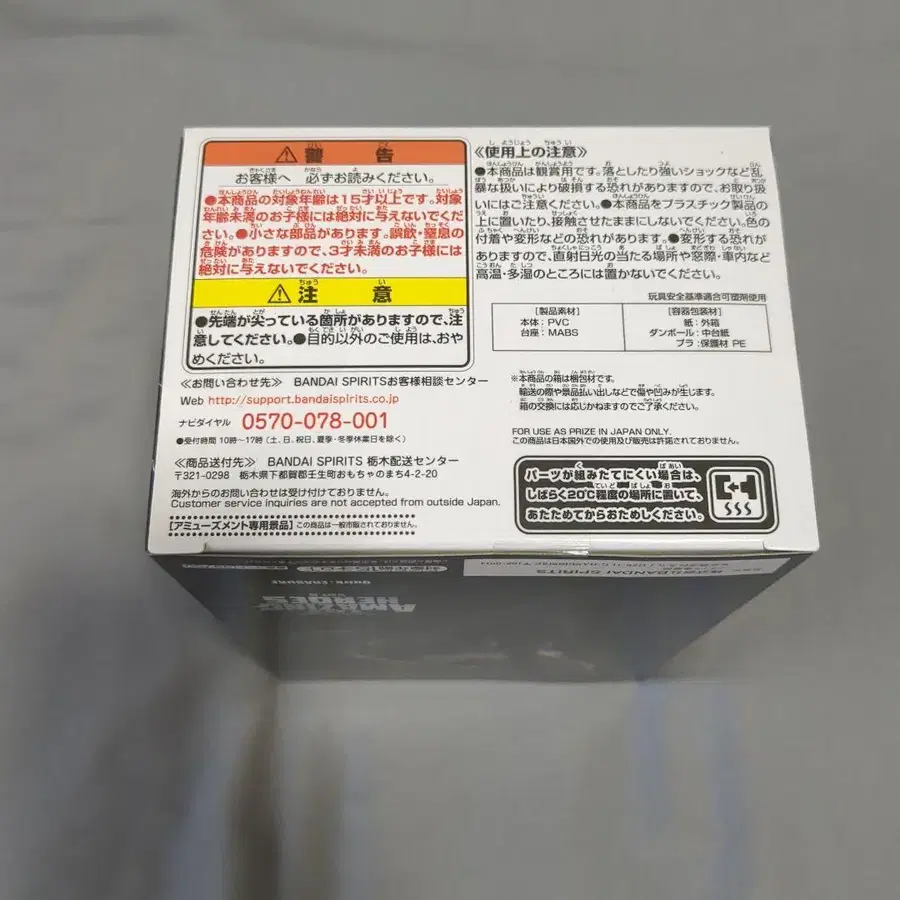 ⚠警告
お客様へ 必ずお読みください。
●本商品の対象年齢は15才以上です。対象
年齢未満のお子様には絶対に与えないでくだ
さい。●小さな部品があります。誤飲・窒息の
危険がありますので、3才未満のお子様には
絶対に与えないでください。
⚠注意
●先端が尖っている箇所がありますので、注
意してください。●目的以外のご使用は、おや
めください。
≪お問い合わせ先≫ BANDAI SPIRITSお客様相談センター
Web http://support.bandaispirits.co.jp
ナビダイヤル 0570-078-001
●受付時間 10時～17時(土、日、祝日、夏季・冬季休業日を除く)
≪商品送付先≫ BANDAI SPIRITS 栃木配送センター
〒321-0298 栃木県下都賀郡壬生町おもちゃのまち4-2-20
海外からのお問い合わせは受け付けておりません。
Customer service inquiries are not accepted from outside Japan.
[アミューズメント専用景品] この商品は一般市販されていません。
≪使用上の注意≫
●本商品は観賞用です。落としたり強いショックなど乱
暴な扱いにより破損する恐れがありますので、お取り扱
いにはご注意ください。●本商品をプラスチック製品の
上に置いたり、接触させたままにしないでください。色の
付着や変形などの恐れがあります。●変形する恐れが
ありますので、直射日光の当たる場所や窓際・車内など
高温・多湿のところには置かないでください。
玩具安全基準適合可塑剤使用
[製品素材]
本体:PVC
台座:MABS
[容器包装材]
紙:外箱
ダンボール:中台紙
プラ:保護材 PE
※本商品の箱は梱包材です。
輸送の際や景品払い出しなどで傷や凹みが生じます。
箱の交換には応じかねますのでご了承ください。
FOR USE AS PRIZE IN JAPAN ONLY.
この商品は日本国外での使用及び販売は許諾されておりません。
パーツが組みたてにくい場合は、
しばらく20℃程度の場所に置いて、
あたためてからおためしください。
BANDAI SPIRITS
AMAZING
HEROES